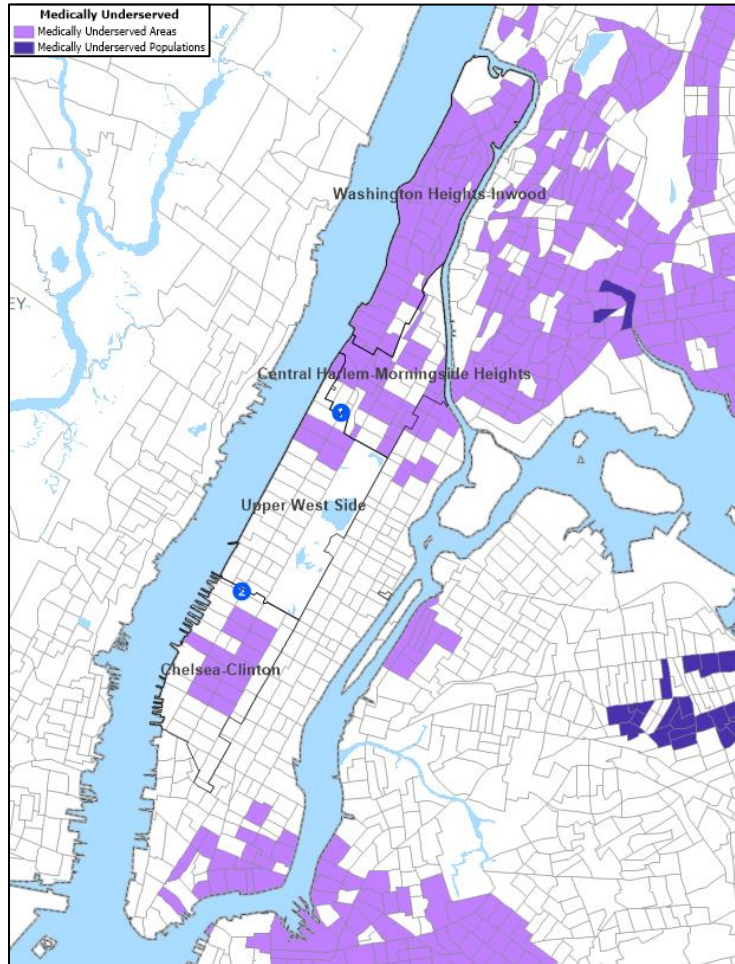 Medically Underserved
Medically Underserved Areas
Medically Underserved Populations
Washington Heights-Inwood
EY
Central Harlem-Morningside Heights
1
Upper West Side
2
Chelsea-Clinton